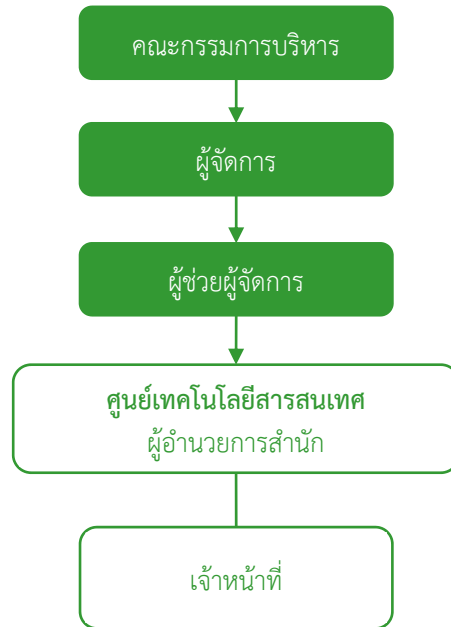 คณะกรรมการบริหาร
ผู้จัดการ
ผู้ช่วยผู้จัดการ
ศูนย์เทคโนโลยีสารสนเทศ
ผู้อำนวยการสำนัก
เจ้าหน้าที่